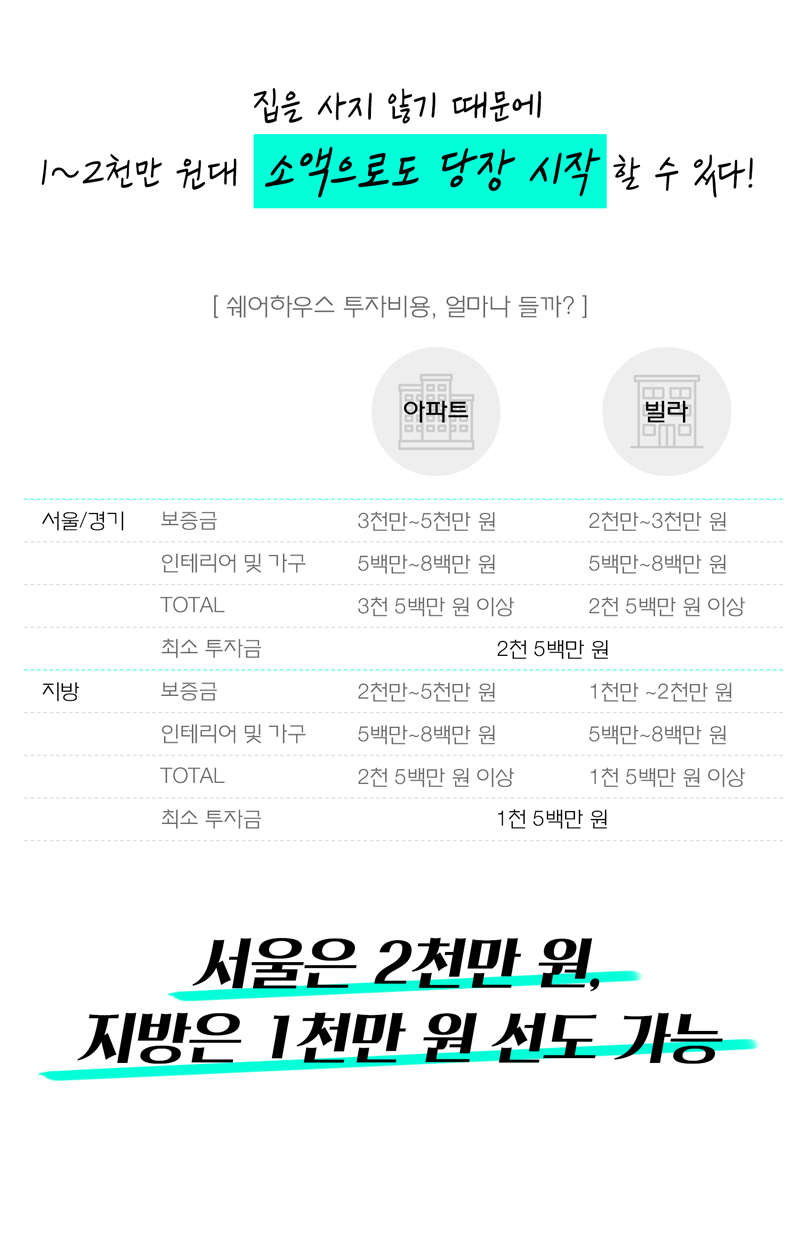 집을 사지 않기 때문에
1~2천만 원대 소액으로도 당장 시작 할 수 있다!
[ 쉐어하우스 투자비용, 얼마나 들까? ]
아파트 빌라
서울/경기 보증금 3천만~5천만 원 2천만~3천만 원
인테리어 및 가구 5백만~8백만 원 5백만~8백만 원
TOTAL 3천 5백만 원 이상 2천 5백만 원 이상
최소 투자금 2천 5백만 원
지방 보증금 2천만~5천만 원 1천만 ~2천만 원
인테리어 및 가구 5백만~8백만 원 5백만~8백만 원
TOTAL 2천 5백만 원 이상 1천 5백만 원 이상
최소 투자금 1천 5백만 원
서울은 2천만 원,
지방은 1천만 원 선도 가능